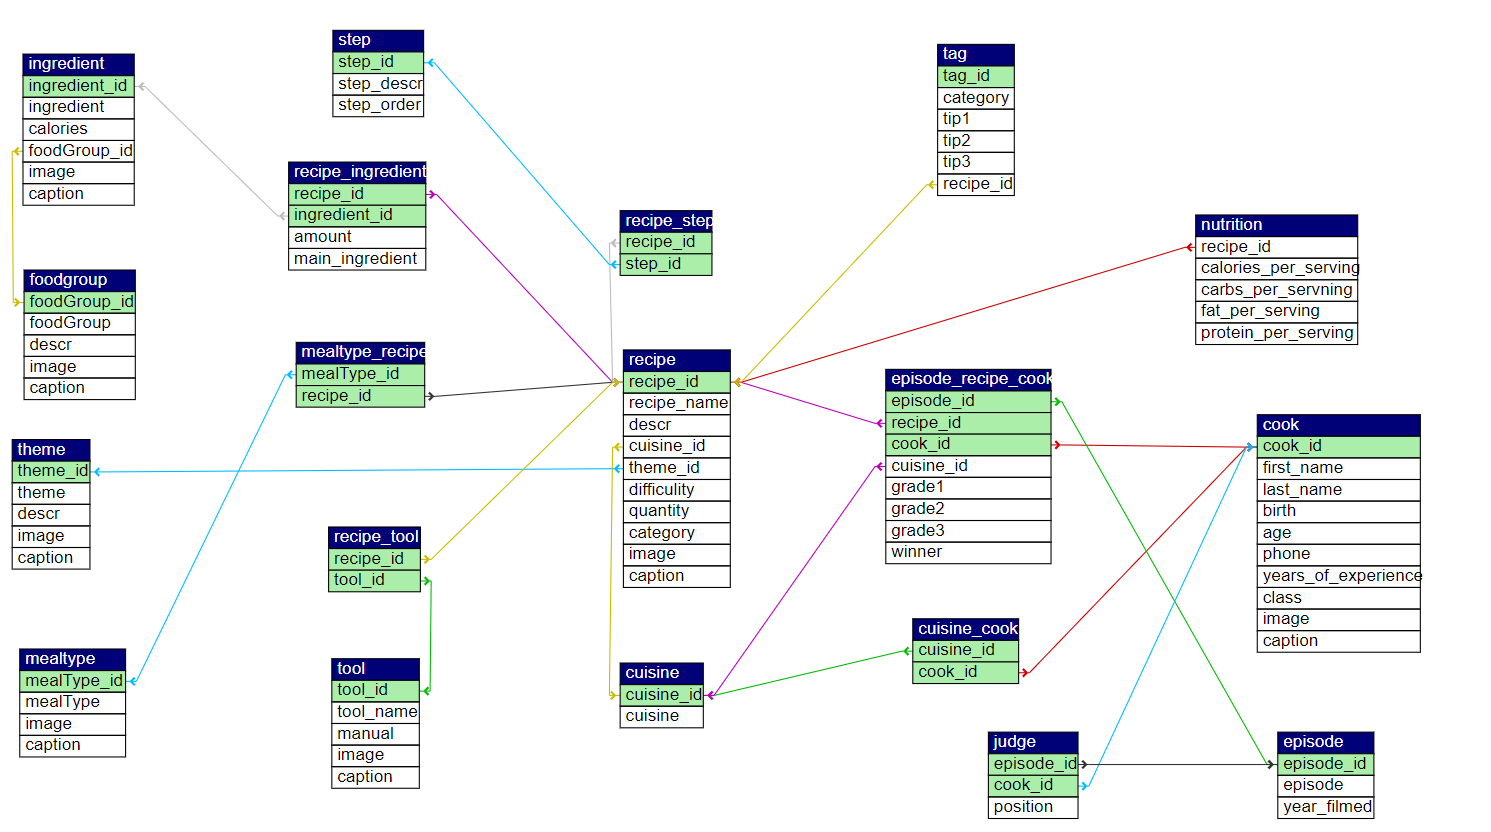 ingredient
ingredient_id
ingredient
calories
foodGroup_id
image
caption
step
step_id
step_descr
step_order
tag
tag_id
category
tip1
tip2
tip3
recipe_id
recipe_ingredient
recipe_id
ingredient_id
amount
main_ingredient
recipe_step
recipe_id
step_id
nutrition
recipe_id
calories_per_serving
carbs_per_servning
fat_per_serving
protein_per_serving
foodgroup
foodGroup_id
foodGroup
descr
image
caption
mealtype_recipe
mealType_id
recipe_id
recipe
recipe_id
recipe_name
descr
cuisine_id
theme_id
difficulity
quantity
category
image
caption
episode_recipe_cook
episode_id
recipe_id
cook_id
cuisine_id
grade1
grade2
grade3
winner
cook
cook_id
first_name
last_name
birth
age
phone
years_of_experience
class
image
caption
theme
theme_id
theme
descr
image
caption
recipe_tool
recipe_id
tool_id
mealtype
mealType_id
mealType
image
caption
tool
tool_id
tool_name
manual
image
caption
cuisine
cuisine_id
cuisine
cuisine_cook
cuisine_id
cook_id
judge
episode_id
cook_id
position
episode
episode_id
episode
year_filmed